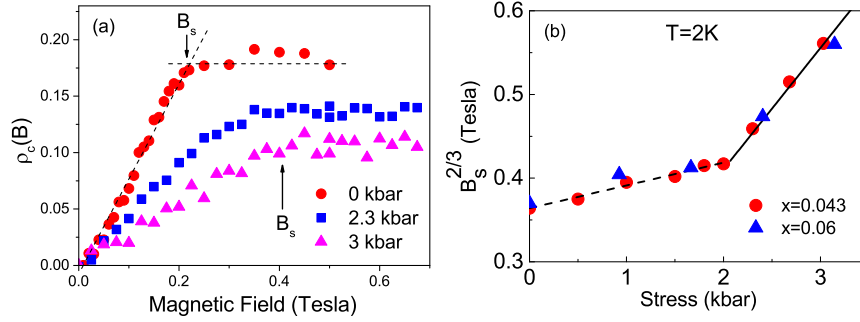 (a)
B_s
ρ_c(B)
0.20
0.15
0.10
0.05
0.00
0 kbar
2.3 kbar
3 kbar
B_s
0.0 0.2 0.4 0.6
Magnetic Field (Tesla)
(b)
T=2K
B_s^{2/3} (Tesla)
0.6
0.5
0.4
0.3
x=0.043
x=0.06
0 1 2 3
Stress (kbar)